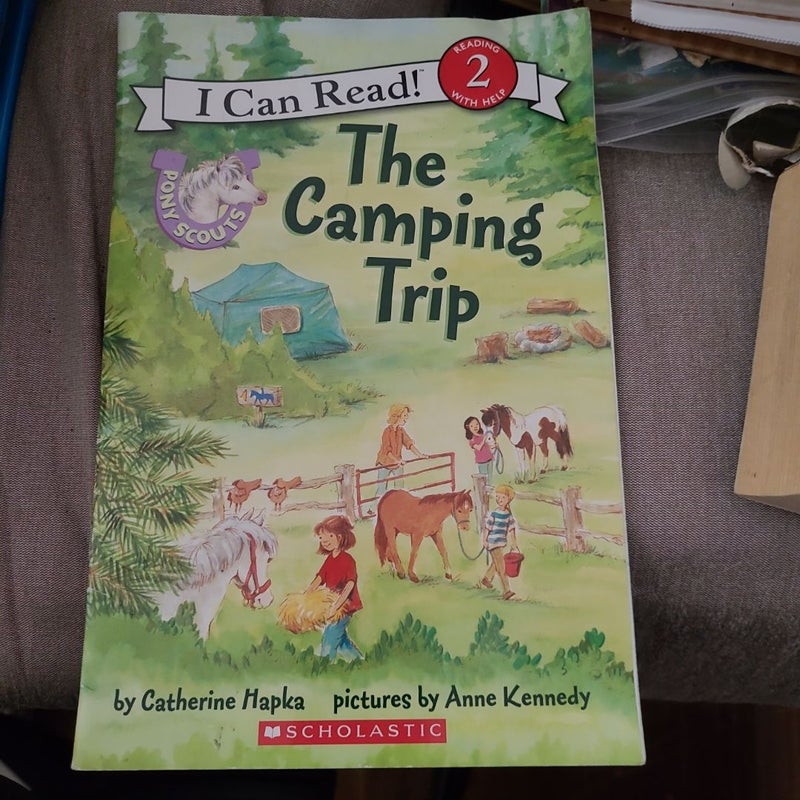 I Can Read!™
READING
2
WITH HELP
PONY SCOUTS
The
Camping
Trip
by Catherine Hapka pictures by Anne Kennedy
SCHOLASTIC